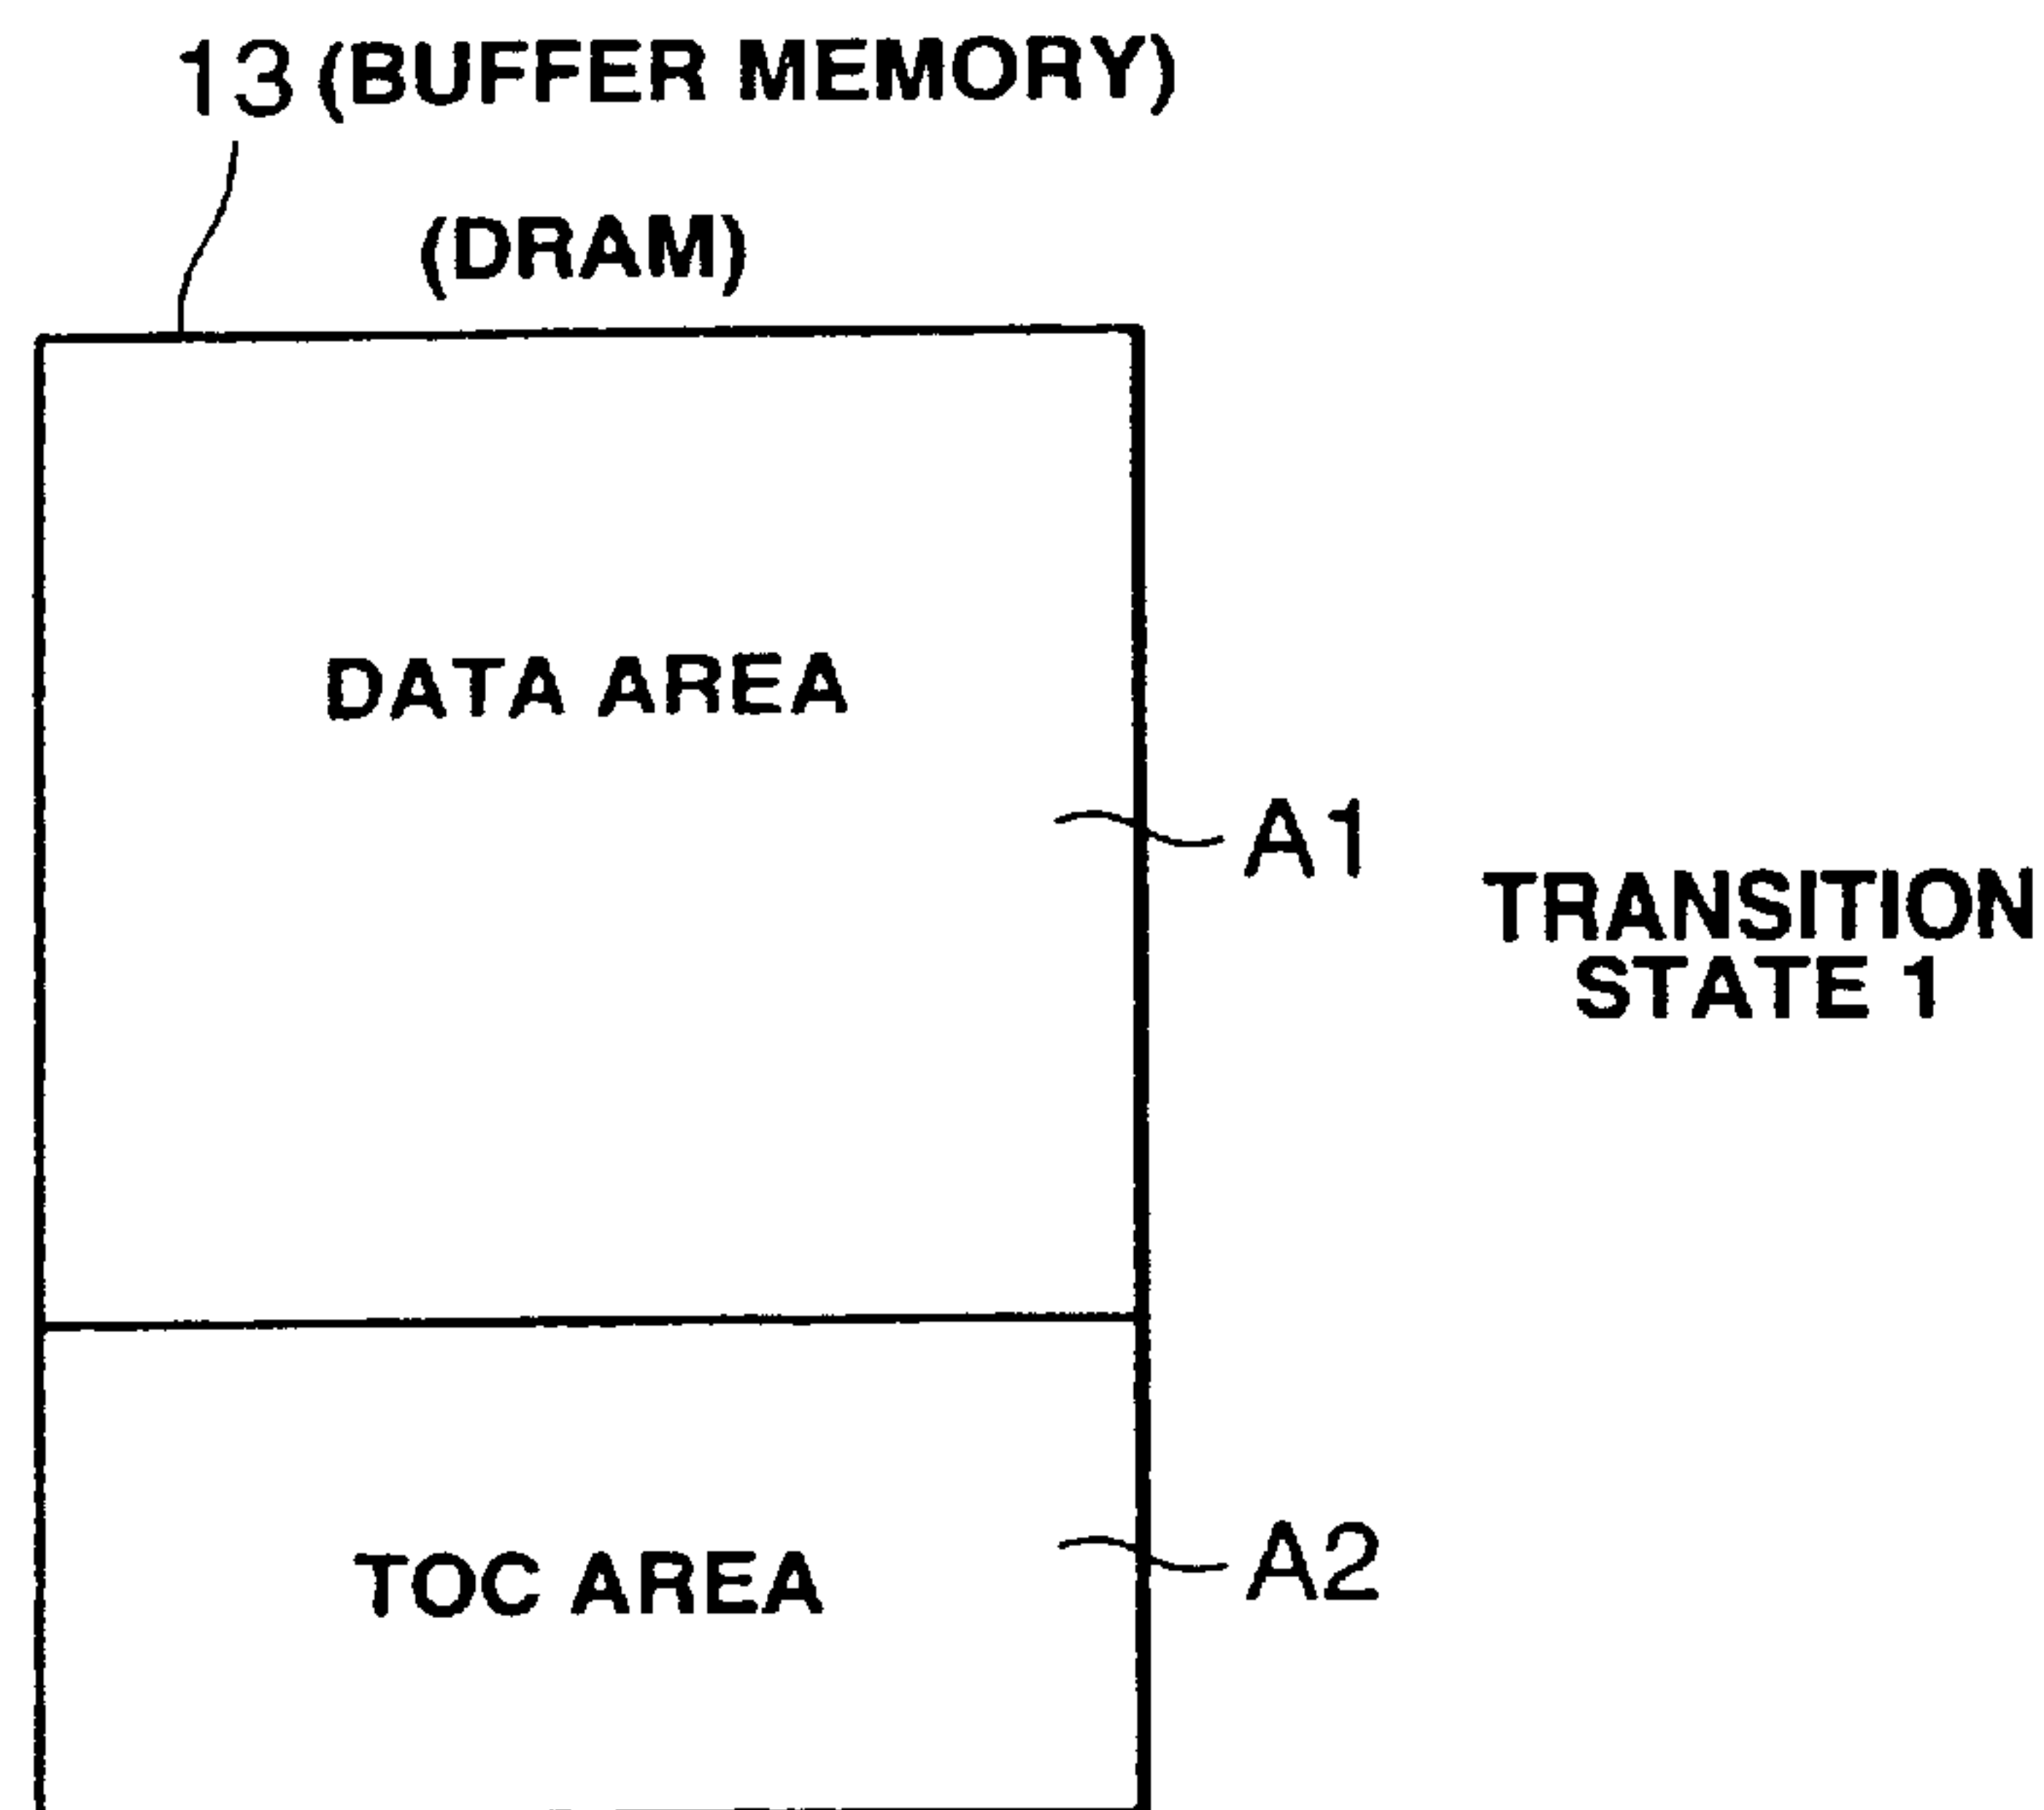 13 (BUFFER MEMORY)
(DRAM)
DATA AREA
A1
TRANSITION
STATE 1
TOC AREA
A2